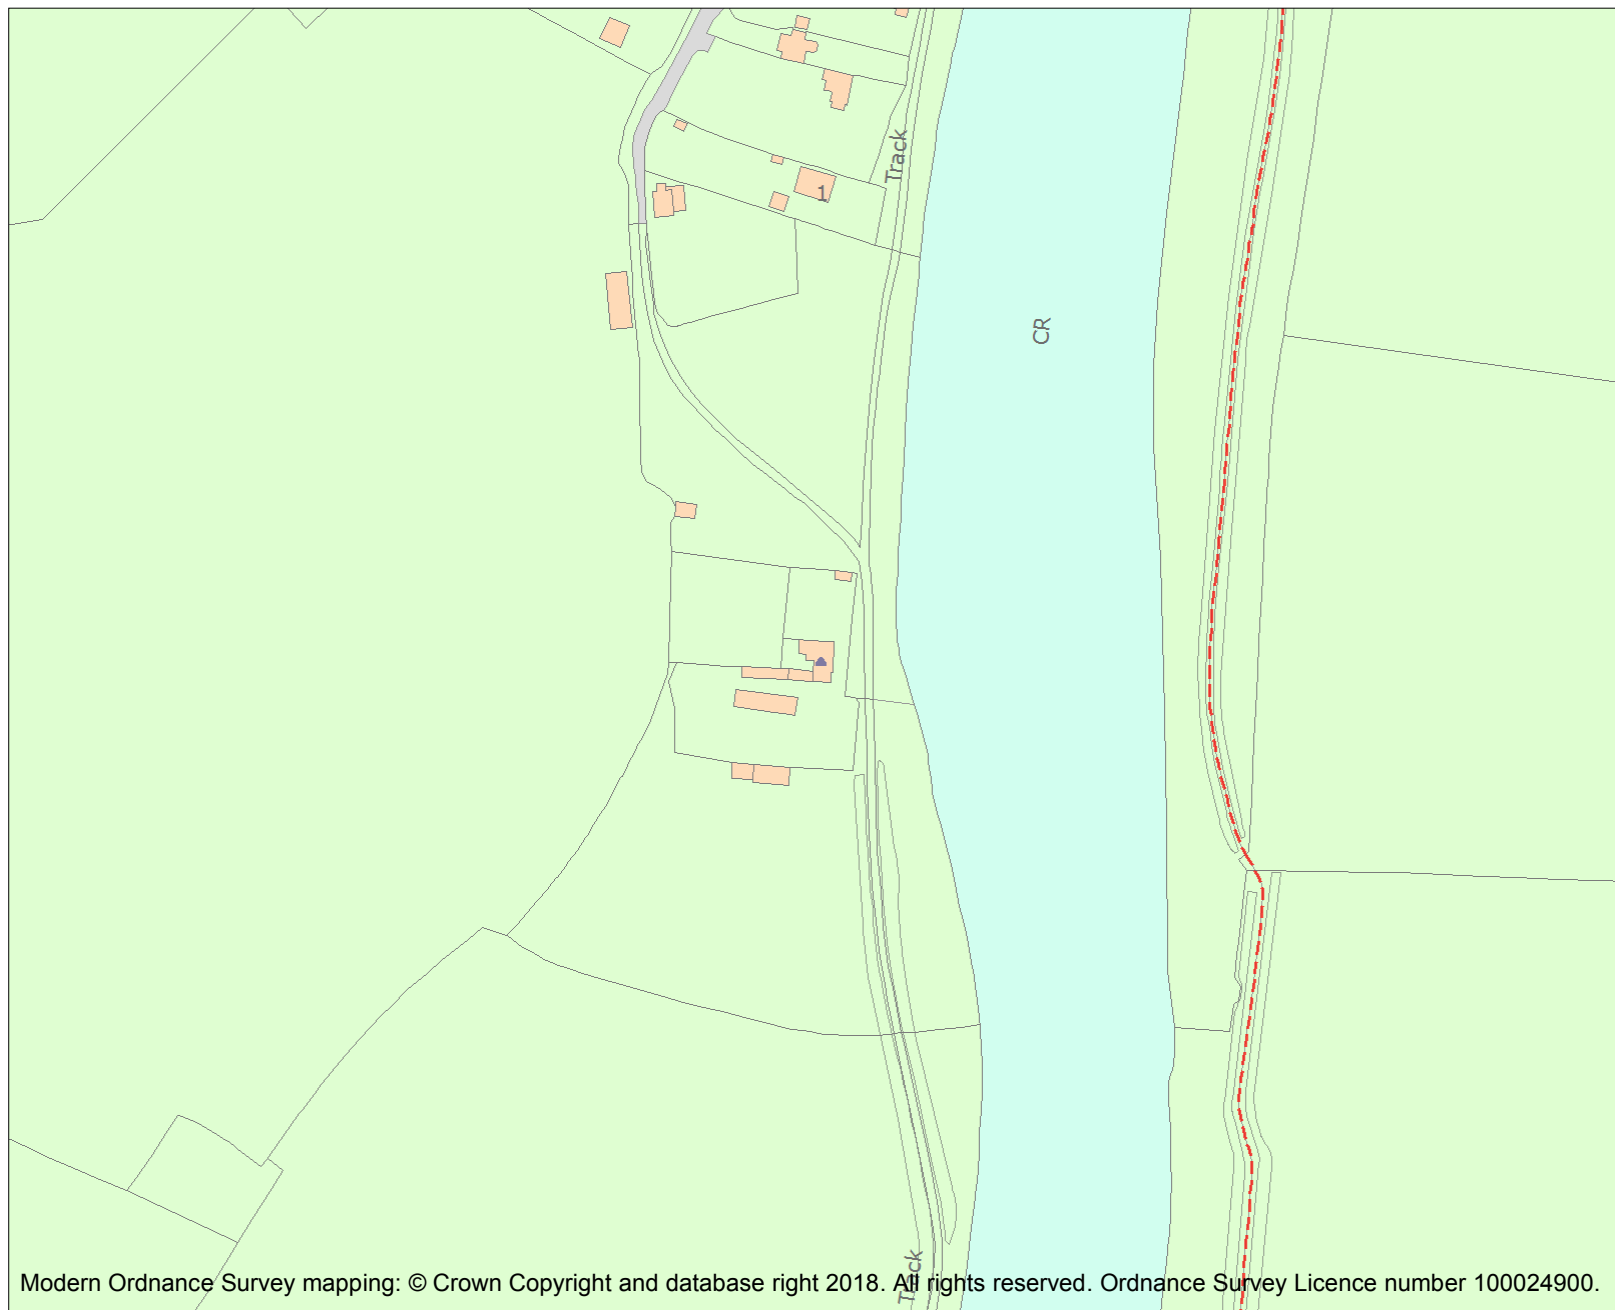 Track
1
CR
Track
Modern Ordnance Survey mapping: © Crown Copyright and database right 2018. All rights reserved. Ordnance Survey Licence number 100024900.